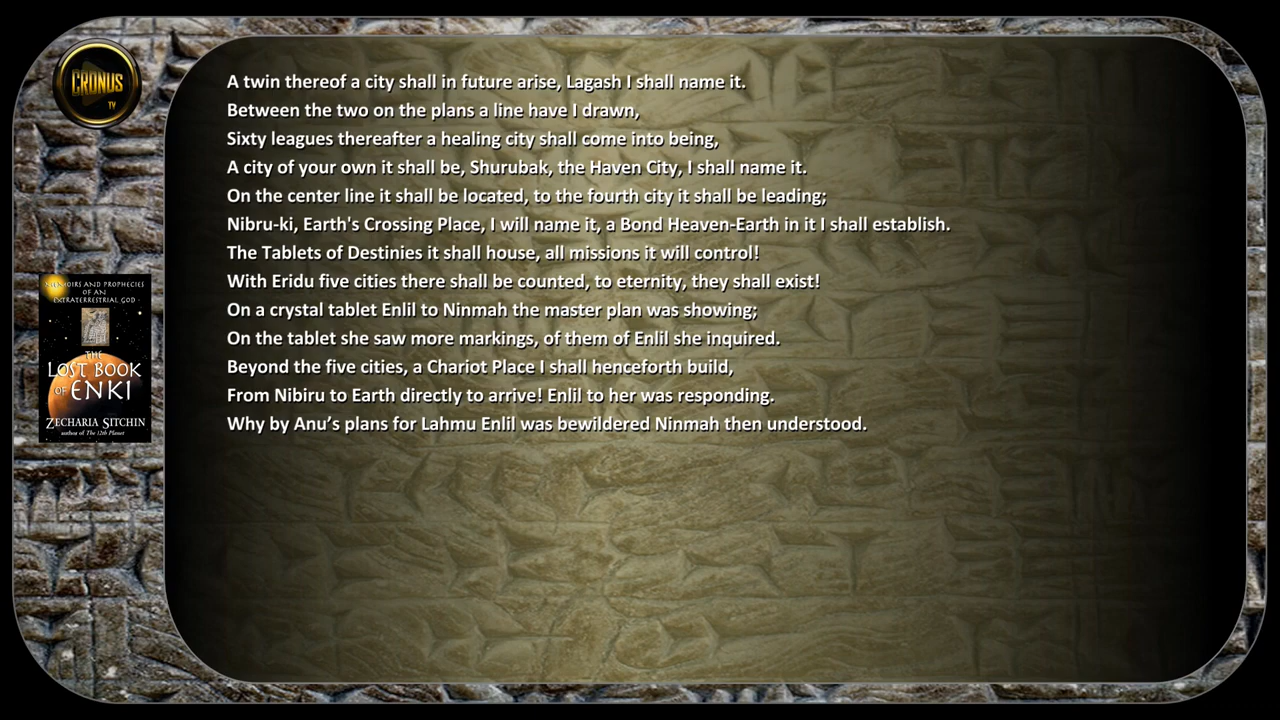 CRONUS
TV
A twin thereof a city shall in future arise, Lagash I shall name it.
Between the two on the plans a line have I drawn,
Sixty leagues thereafter a healing city shall come into being,
A city of your own it shall be, Shurubak, the Haven City, I shall name it.
On the center line it shall be located, to the fourth city it shall be leading;
Nibru-ki, Earth's Crossing Place, I will name it, a Bond Heaven-Earth in it I shall establish.
The Tablets of Destinies it shall house, all missions it will control!
With Eridu five cities there shall be counted, to eternity, they shall exist!
On a crystal tablet Enlil to Ninmah the master plan was showing;
On the tablet she saw more markings, of them of Enlil she inquired.
Beyond the five cities, a Chariot Place I shall henceforth build,
From Nibiru to Earth directly to arrive! Enlil to her was responding.
Why by Anu’s plans for Lahmu Enlil was bewildered Ninmah then understood.
MEMOIRS AND PROPHECIES
OF AN
EXTRATERRESTRIAL GOD
THE
LOST BOOK
OF ENKI
ZECHARIA SITCHIN
author of The 12th Planet